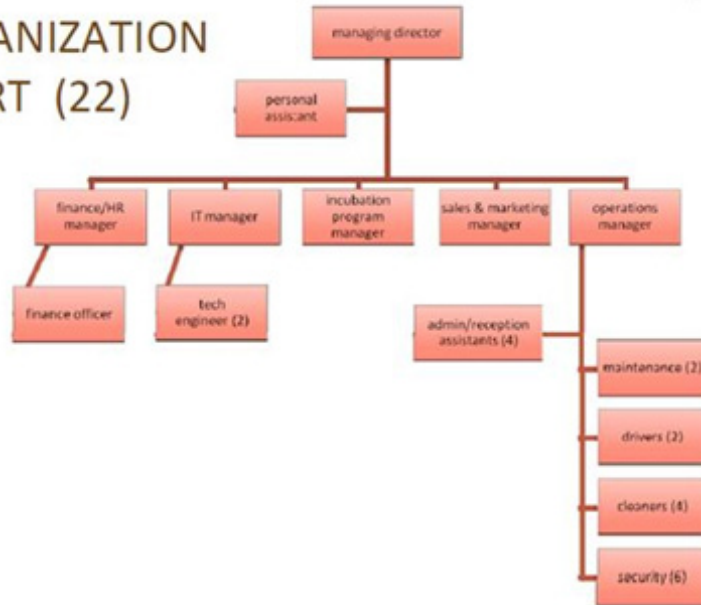 ANIZATION
RT (22)
managing director
personal
assistant
finance/HR
manager
IT manager
incubation
program
manager
sales & marketing
manager
operations
manager
finance officer
tech
engineer (2)
admin/reception
assistants (4)
maintenance (2)
drivers (2)
cleaners (4)
security (6)